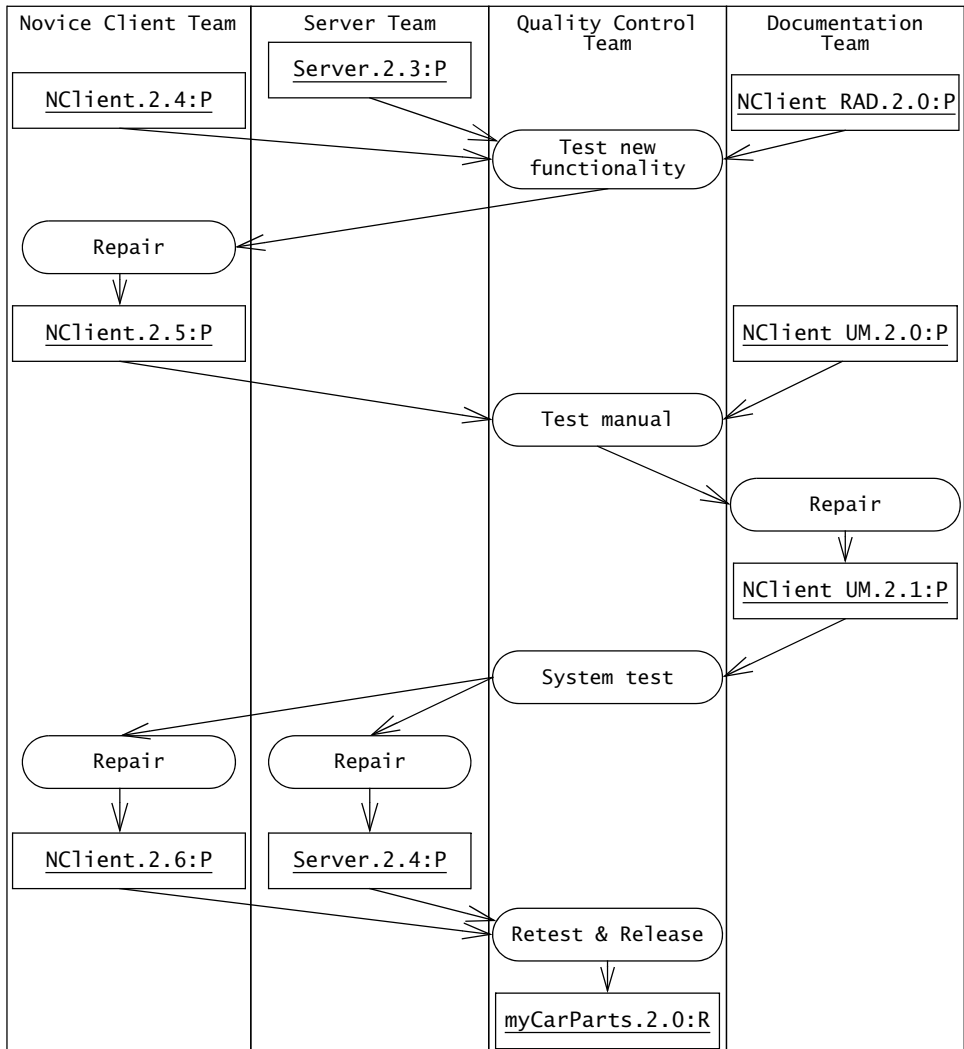 Novice Client Team
Server Team
Quality Control
Team
Documentation
Team
Server.2.3:P
NClient.2.4:P
NClient RAD.2.0:P
Test new
functionality
Repair
NClient.2.5:P
NClient UM.2.0:P
Test manual
Repair
NClient UM.2.1:P
System test
Repair
Repair
NClient.2.6:P
Server.2.4:P
Retest & Release
myCarParts.2.0:R